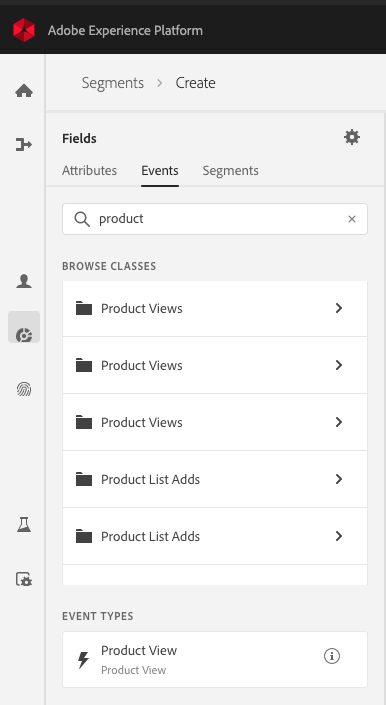 Adobe Experience Platform
Segments > Create
Fields
Attributes Events Segments
product
BROWSE CLASSES
Product Views
Product Views
Product Views
Product List Adds
Product List Adds
EVENT TYPES
Product View
Product View